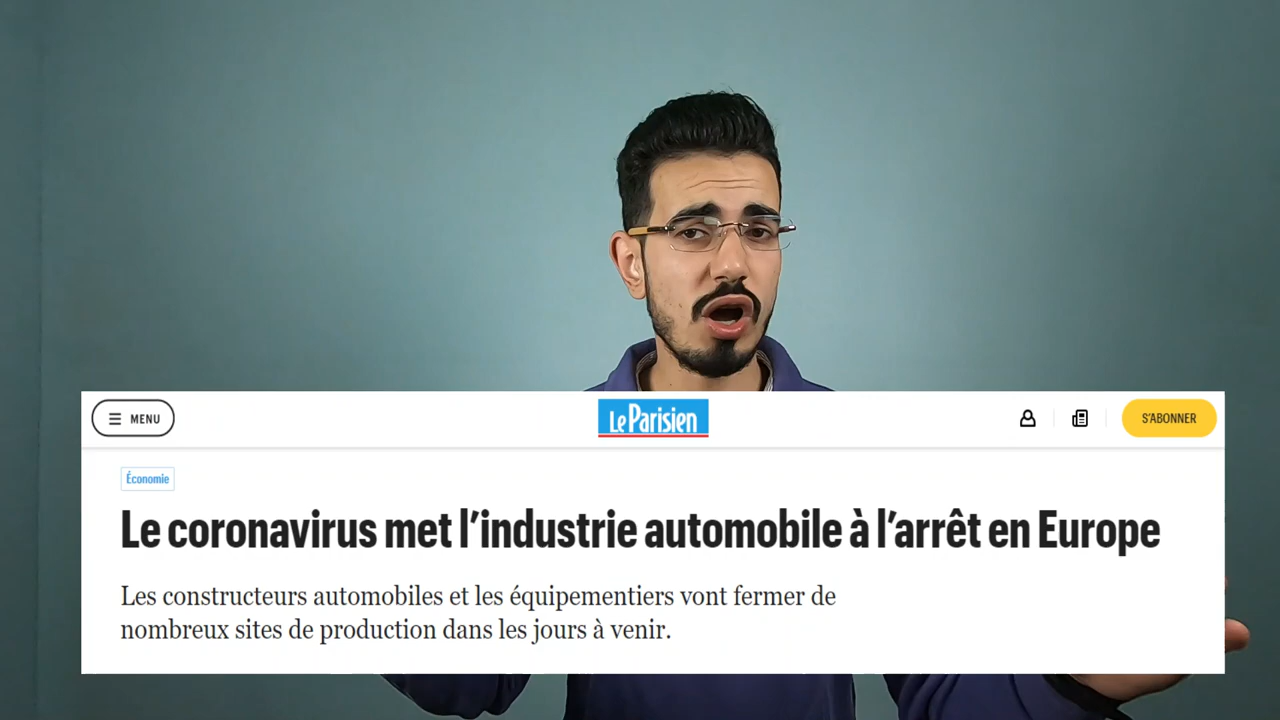 MENU
Le Parisien
S'ABONNER
Économie
Le coronavirus met l'industrie automobile à l'arrêt en Europe
Les constructeurs automobiles et les équipementiers vont fermer de
nombreux sites de production dans les jours à venir.